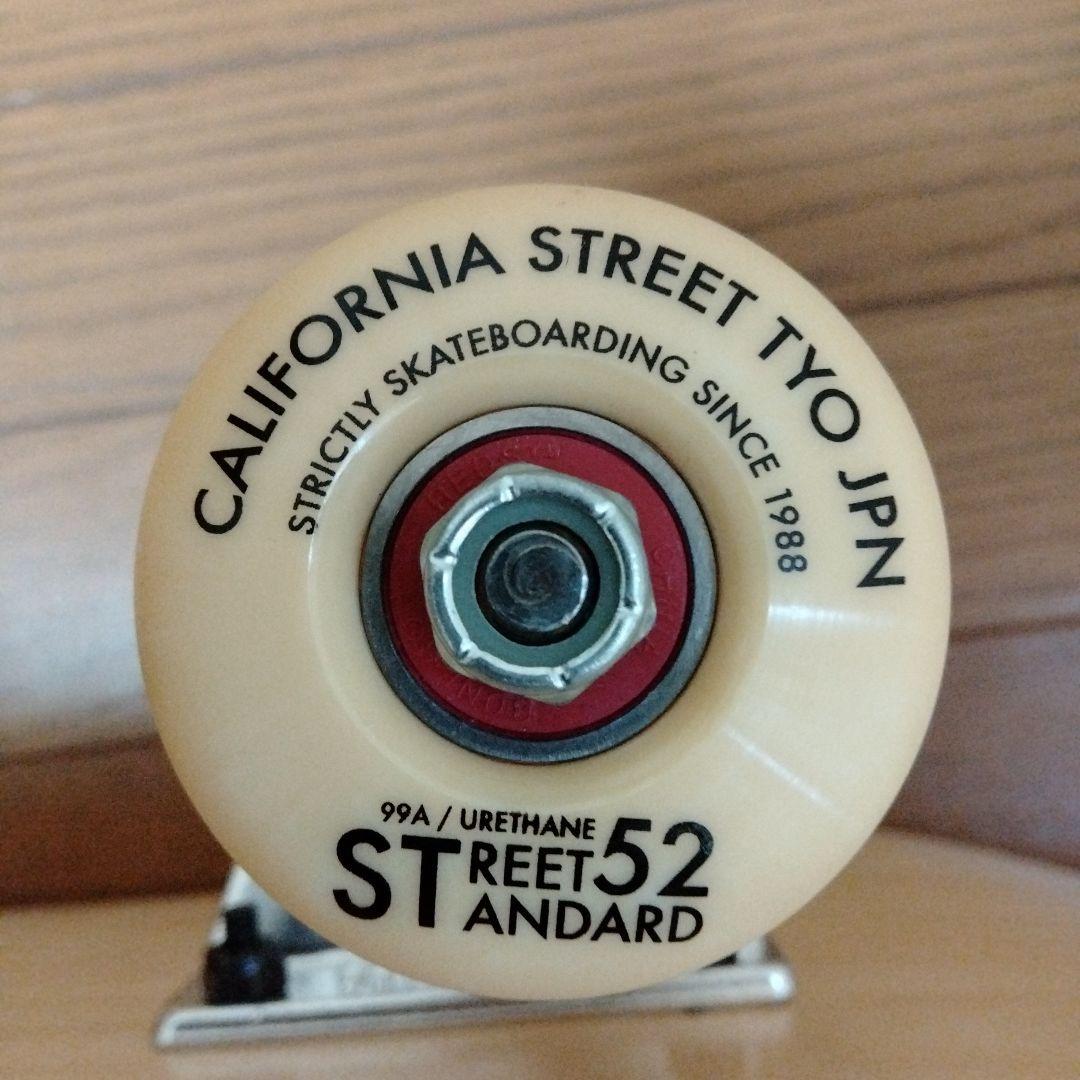 CALIFORNIA STREET TYO JPN
STRICTLY SKATEBOARDING SINCE 1988
99A / URETHANE
STREET 52
STANDARD